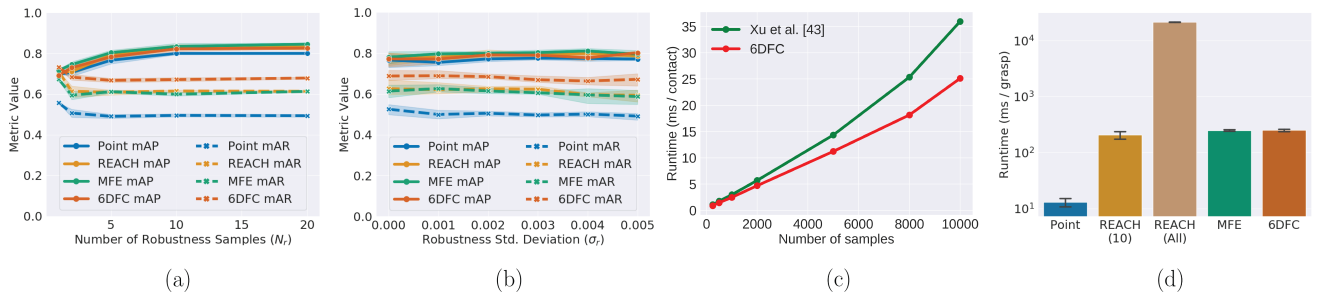 1.0
0.8
0.6
0.4
0.2
0.0
Metric Value
Point mAP
REACH mAP
MFE mAP
6DFC mAP
Point mAR
REACH mAR
MFE mAR
6DFC mAR
5 10 15 20
Number of Robustness Samples (Nᵣ)
(a)
1.0
0.8
0.6
0.4
0.2
0.0
Metric Value
Point mAP
REACH mAP
MFE mAP
6DFC mAP
Point mAR
REACH mAR
MFE mAR
6DFC mAR
0.000 0.001 0.002 0.003 0.004 0.005
Robustness Std. Deviation (σᵣ)
(b)
35
30
25
20
15
10
5
0
Runtime (ms / contact)
Xu et al. [43]
6DFC
0 2000 4000 6000 8000 10000
Number of samples
(c)
10⁴
10³
10²
10¹
Runtime (ms / grasp)
Point
REACH
(10)
REACH
(All)
MFE
6DFC
(d)